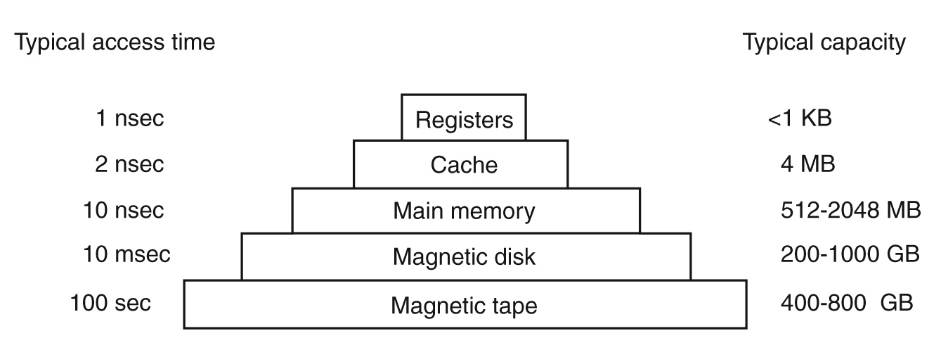 Typical access time Typical capacity
1 nsec Registers <1 KB
2 nsec Cache 4 MB
10 nsec Main memory 512-2048 MB
10 msec Magnetic disk 200-1000 GB
100 sec Magnetic tape 400-800 GB